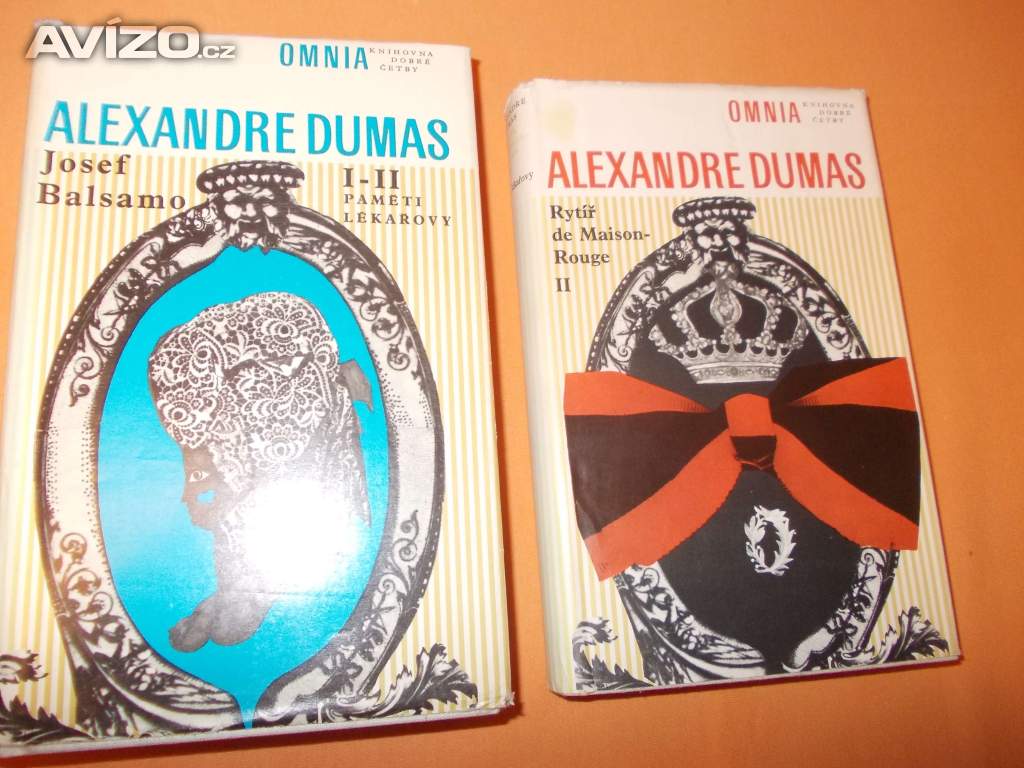 AVÍZO.cz
OMNIA
KNIHOVNA
DOBRÉ
ČETBY
ALEXANDRE DUMAS
Josef
Balsamo
I-II
PAMĚTI
LÉKAROVY
OMNIA
KNIHOVNA
DOBRÉ
ČETBY
ALEXANDRE DUMAS
Rytíř
de Maison-
Rouge
II